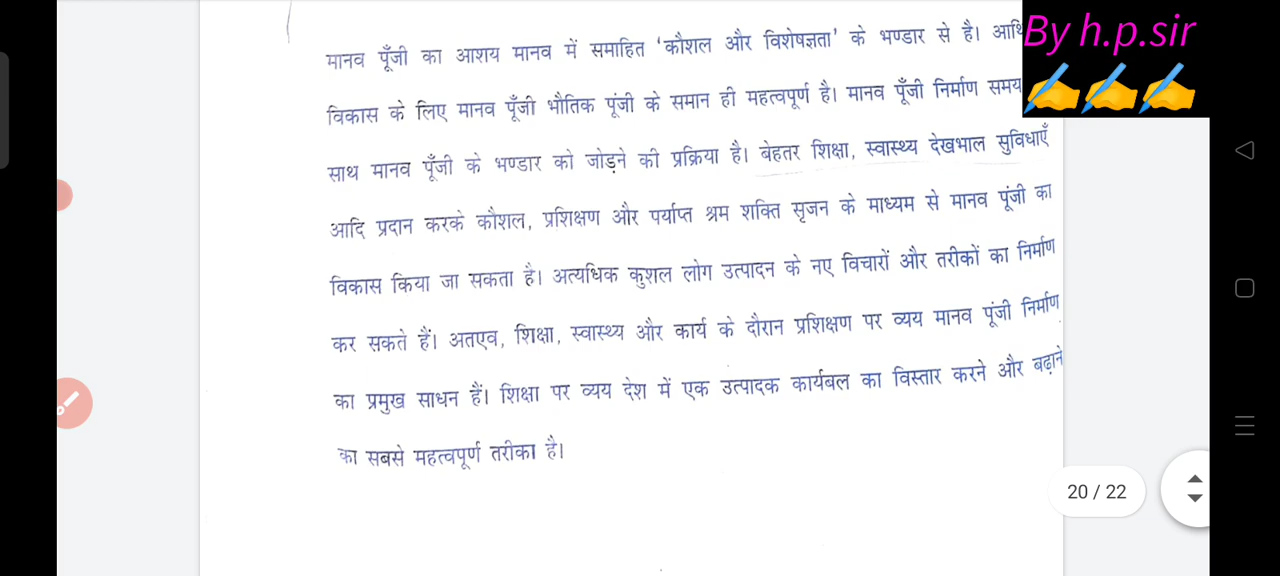 By h.p.sir
मानव पूँजी का आशय मानव में समाहित ‘कौशल और विशेषज्ञता’ के भण्डार से है।
विकास के लिए मानव पूँजी भौतिक पूंजी के समान ही महत्वपूर्ण है। मानव पूँजी निर्माण समय
साथ मानव पूँजी के भण्डार को जोड़ने की प्रक्रिया है। बेहतर शिक्षा, स्वास्थ्य देखभाल सुविधाएँ
आदि प्रदान करके कौशल, प्रशिक्षण और पर्याप्त श्रम शक्ति सृजन के माध्यम से मानव पूंजी का
विकास किया जा सकता है। अत्यधिक कुशल लोग उत्पादन के नए विचारों और तरीकों का निर्माण
कर सकते हैं। अतएव, शिक्षा, स्वास्थ्य और कार्य के दौरान प्रशिक्षण पर व्यय मानव पूंजी निर्माण
का प्रमुख साधन हैं। शिक्षा पर व्यय देश में एक उत्पादक कार्यबल का विस्तार करने और बढ़ाने
का सबसे महत्वपूर्ण तरीका है।
20 / 22